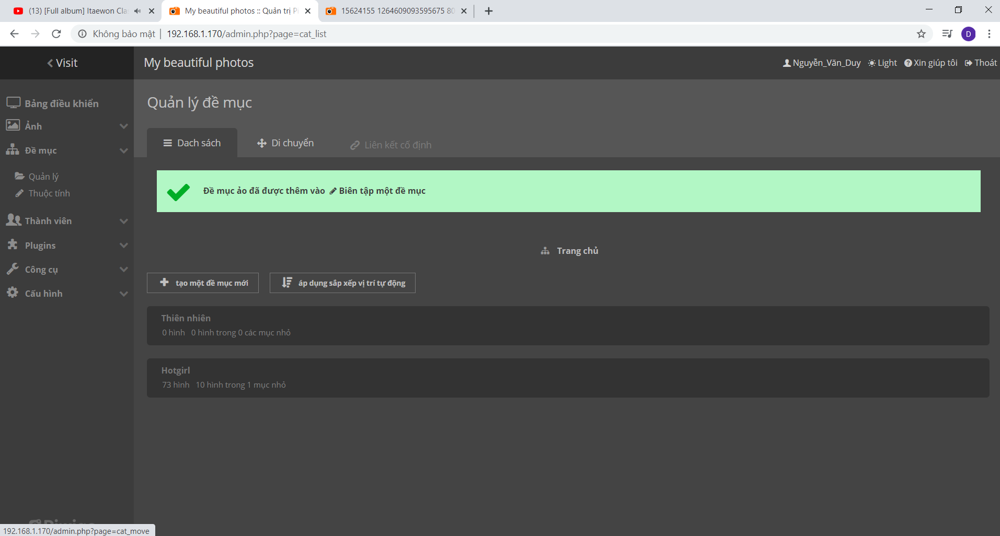 (13) [Full album] Itaewon Cla
My beautiful photos :: Quản trị Pi
15624155 1264609093595675 80
Không bảo mật
192.168.1.170/admin.php?page=cat_list
D
Visit
My beautiful photos
Nguyễn_Văn_Duy
Light
Xin giúp tôi
Thoát
Bảng điều khiển
Ảnh
Đề mục
Quản lý
Thuộc tính
Thành viên
Plugins
Công cụ
Cấu hình
Quản lý đề mục
Dach sách
Di chuyển
Liên kết cố định
Đề mục ảo đã được thêm vào Biên tập một đề mục
Trang chủ
tạo một đề mục mới
áp dụng sắp xếp vị trí tự động
Thiên nhiên
0 hình 0 hình trong 0 các mục nhỏ
Hotgirl
73 hình 10 hình trong 1 mục nhỏ
192.168.1.170/admin.php?page=cat_move